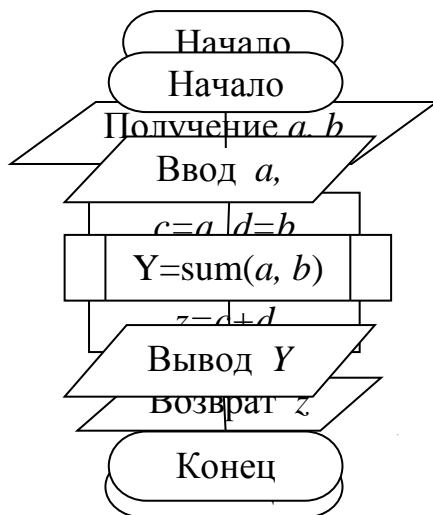 Начало
Начало
Получение a, b
Ввод a,
c=a d=b
Y=sum(a, b)
z=c+d
Вывод Y
Возврат z
Конец